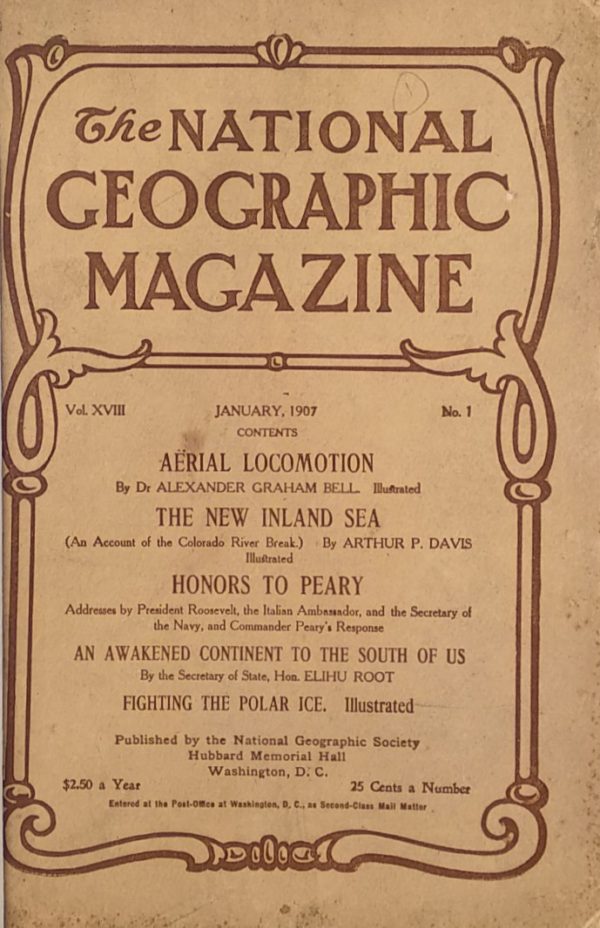 The NATIONAL
GEOGRAPHIC
MAGAZINE
Vol. XVIII JANUARY, 1907 No. 1
CONTENTS
AËRIAL LOCOMOTION
By Dr ALEXANDER GRAHAM BELL. Illustrated
THE NEW INLAND SEA
(An Account of the Colorado River Break.) By ARTHUR P. DAVIS
Illustrated
HONORS TO PEARY
Addresses by President Roosevelt, the Italian Ambassador, and the Secretary of
the Navy, and Commander Peary's Response
AN AWAKENED CONTINENT TO THE SOUTH OF US
By the Secretary of State, Hon. ELIHU ROOT
FIGHTING THE POLAR ICE. Illustrated
Published by the National Geographic Society
Hubbard Memorial Hall
Washington, D. C.
$2.50 a Year 25 Cents a Number
Entered at the Post-Office at Washington, D. C., as Second-Class Mail Matter